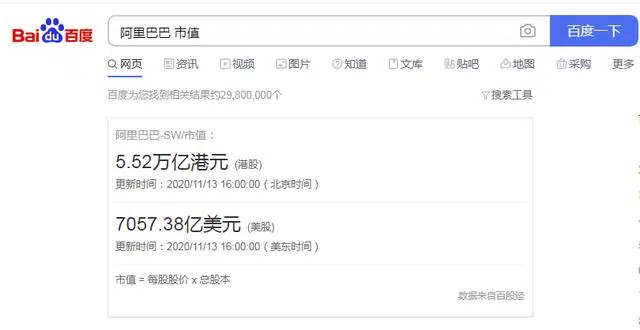 Bai du 百度
阿里巴巴 市值
百度一下
网页 资讯 视频 图片 知道 文库 贴吧 地图 采购 更多
百度为您找到相关结果约29,800,000个
搜索工具
阿里巴巴-SW/市值：
5.52万亿港元 (港股)
更新时间：2020/11/13 16:00:00 ( 北京时间 )
7057.38亿美元 (美股)
更新时间：2020/11/13 16:00:00 ( 美东时间 )
市值 = 每股股价 x 总股本
数据来自百股经